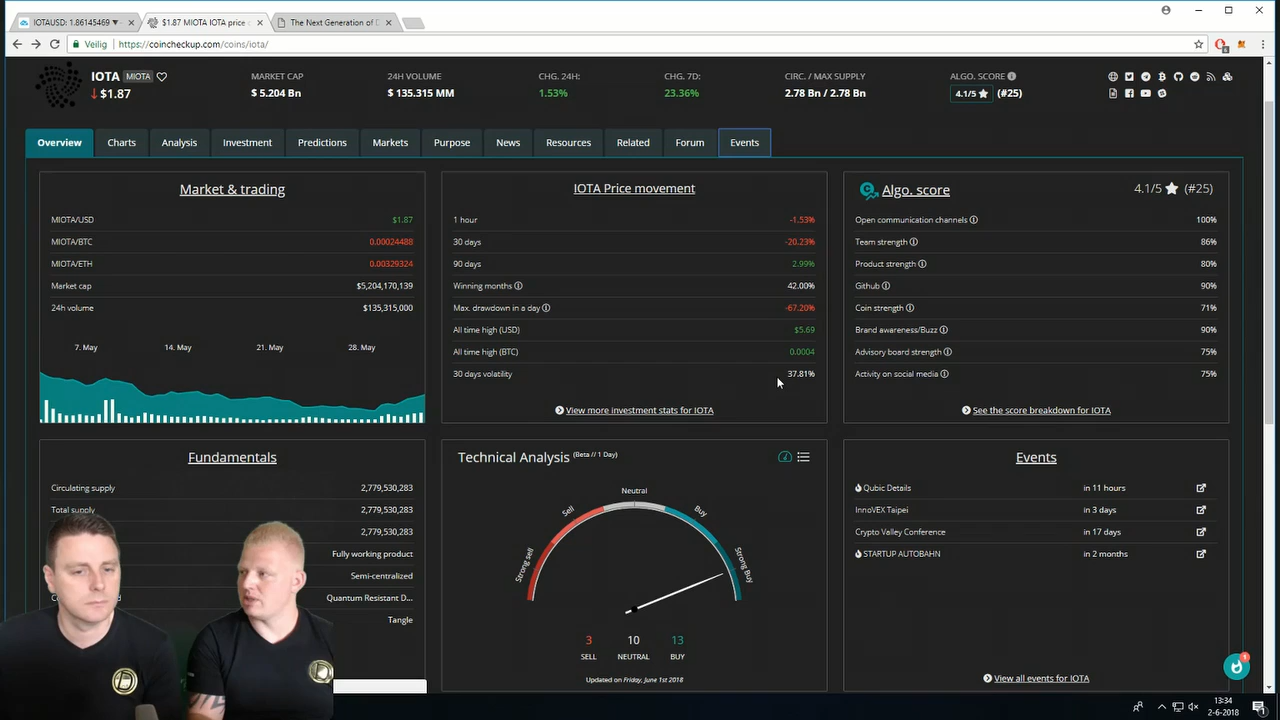 IOTAUSD: 1.86145469 ▼
$1.87 MIOTA IOTA price
The Next Generation of D
Veilig https://coincheckup.com/coins/iota/
IOTA MIOTA
$1.87
MARKET CAP
$ 5.204 Bn
24H VOLUME
$ 135.315 MM
CHG. 24H:
1.53%
CHG. 7D:
23.36%
CIRC. / MAX SUPPLY
2.78 Bn / 2.78 Bn
ALGO. SCORE
4.1/5 (#25)
Overview Charts Analysis Investment Predictions Markets Purpose News Resources Related Forum Events
Market & trading
MIOTA/USD $1.87
MIOTA/BTC 0.00024488
MIOTA/ETH 0.00329324
Market cap $5,204,170,139
24h volume $135,315,000
7. May 14. May 21. May 28. May
IOTA Price movement
1 hour -1.53%
30 days -20.23%
90 days 2.99%
Winning months 42.00%
Max. drawdown in a day -67.20%
All time high (USD) $5.69
All time high (BTC) 0.0004
30 days volatility 37.81%
View more investment stats for IOTA
Algo. score 4.1/5 (#25)
Open communication channels 100%
Team strength 86%
Product strength 80%
Github 90%
Coin strength 71%
Brand awareness/Buzz 90%
Advisory board strength 75%
Activity on social media 75%
See the score breakdown for IOTA
Fundamentals
Circulating supply 2,779,530,283
Total supply 2,779,530,283
2,779,530,283
Fully working product
Semi-centralized
Quantum Resistant D...
Tangle
Technical Analysis (Beta // 1 Day)
Strong sell
Sell
Neutral
Buy
Strong Buy
3 10 13
SELL NEUTRAL BUY
Updated on Friday, June 1st 2018
Events
Qubic Details in 11 hours
InnoVEX Taipei in 3 days
Crypto Valley Conference in 17 days
STARTUP AUTOBAHN in 2 months
View all events for IOTA
1
13:34
2-6-2018